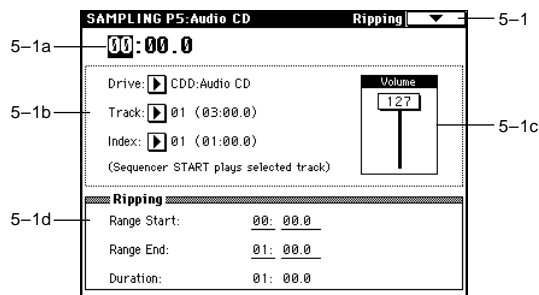 SAMPLING P5:Audio CD Ripping 5–1
5–1a 00:00.0
Drive: CDD:Audio CD Volume
5–1b Track: 01 (03:00.0) 127 5–1c
Index: 01 (01:00.0)
(Sequencer START plays selected track)
Ripping
5–1d Range Start: 00: 00.0
Range End: 01: 00.0
Duration: 01: 00.0